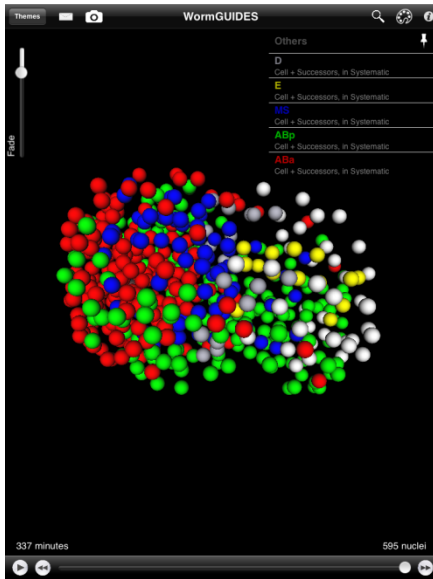 Themes
WormGUIDES
Others
D
Cell + Successors, in Systematic
E
Cell + Successors, in Systematic
MS
Cell + Successors, in Systematic
ABp
Cell + Successors, in Systematic
ABa
Cell + Successors, in Systematic
Fade
337 minutes
595 nuclei